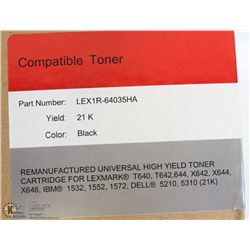 Compatible Toner
Part Number: LEX1R-64035HA
Yield: 21 K
Color: Black
REMANUFACTURED UNIVERSAL HIGH YIELD TONER
CARTRIDGE FOR LEXMARK® T640, T642,644, X642, X644,
X646, IBM® 1532, 1552, 1572, DELL® 5210, 5310 (21K)